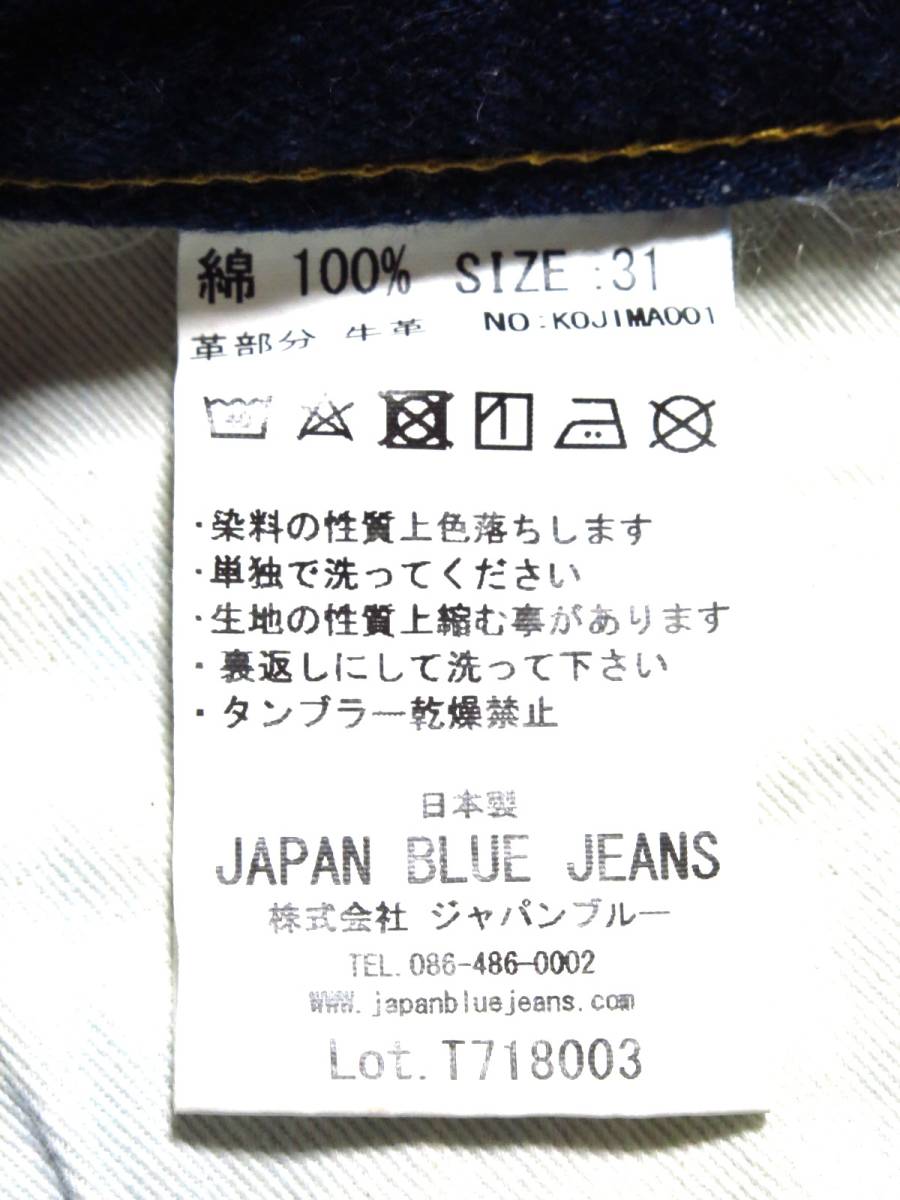 綿 100% SIZE:31
革部分 牛革 NO:KOJIMA001
・染料の性質上色落ちします
・単独で洗ってください
・生地の性質上縮む事があります
・裏返しにして洗って下さい
・タンブラー乾燥禁止
日本製
JAPAN BLUE JEANS
株式会社 ジャパンブルー
TEL.086-486-0002
www.japanbluejeans.com
Lot.T718003